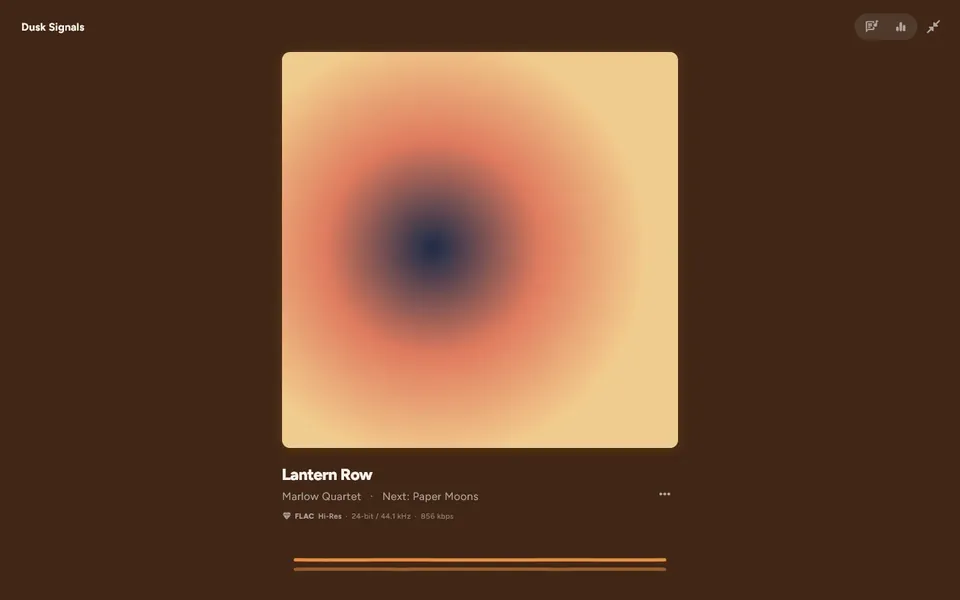 Dusk Signals
Lantern Row
Marlow Quartet · Next: Paper Moons
FLAC Hi-Res · 24-bit / 44.1 kHz · 856 kbps